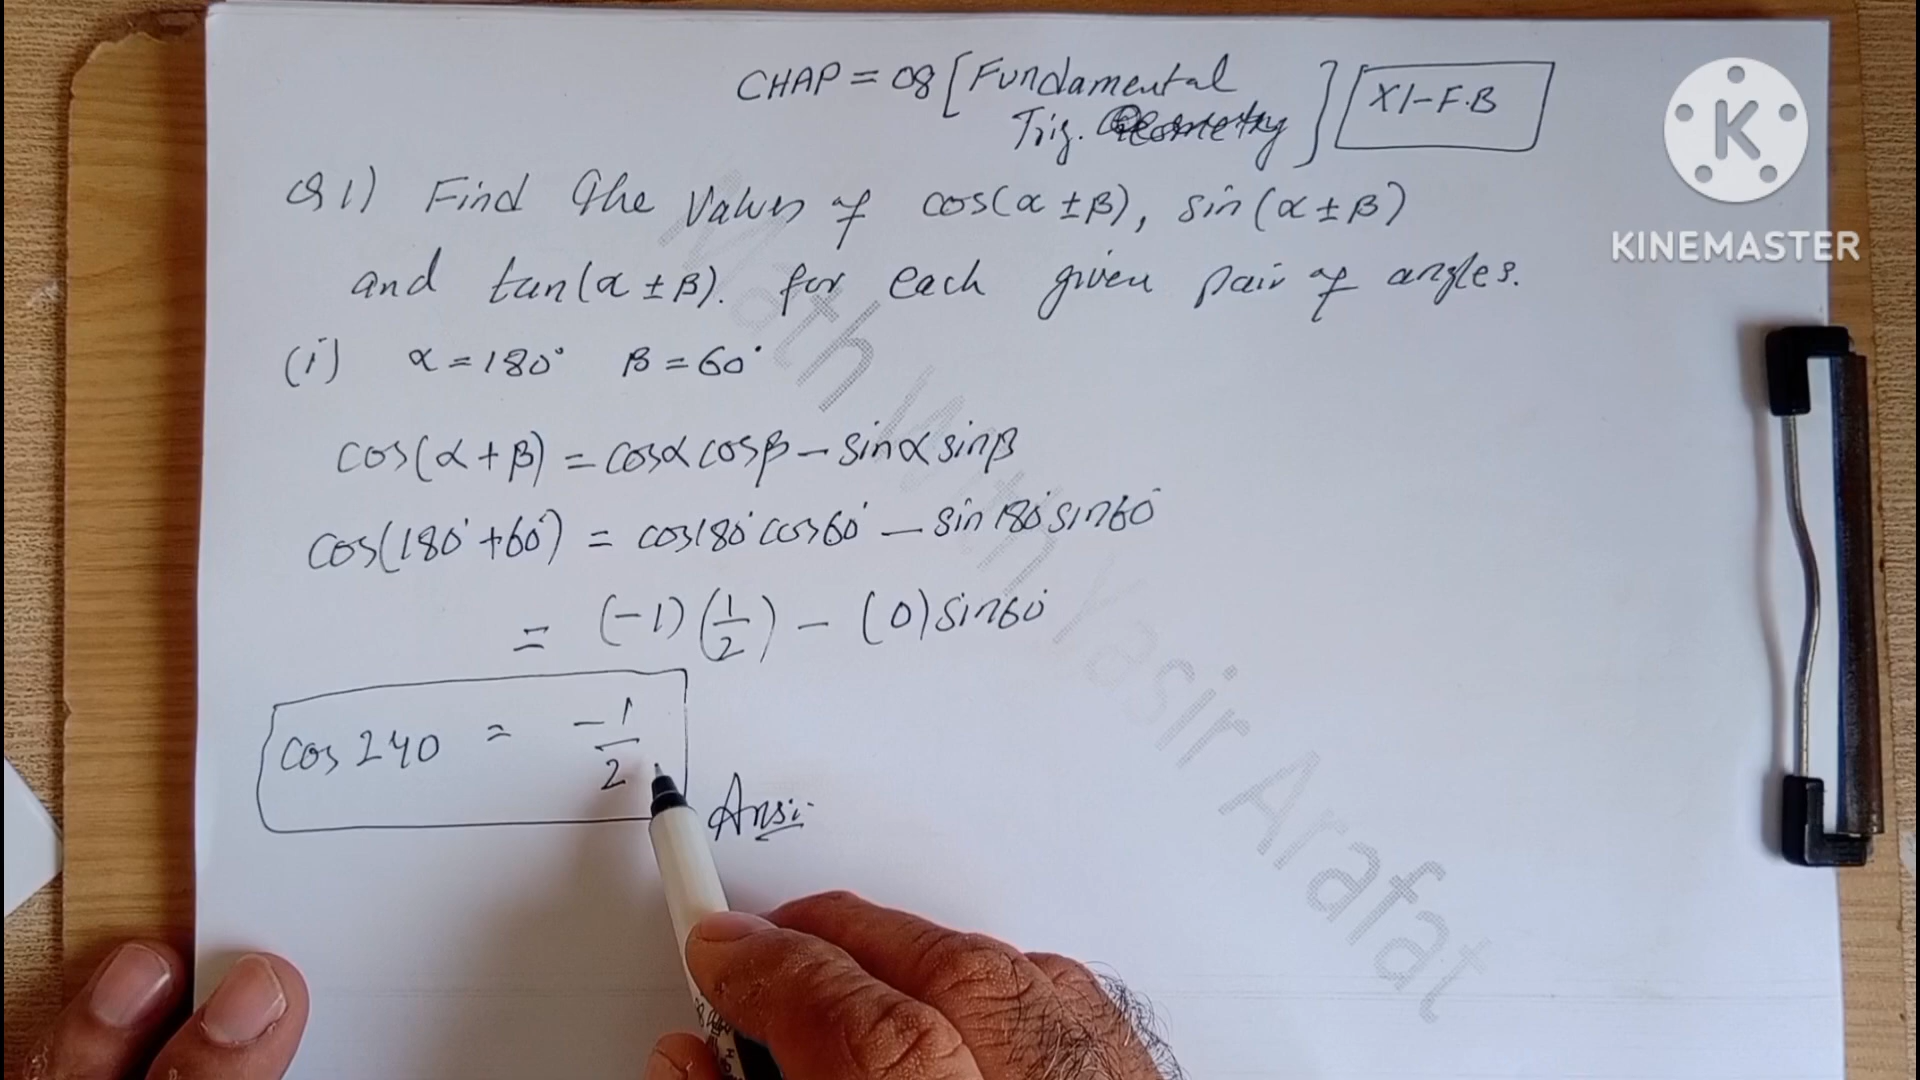 CHAP = 08 [Fundamental
Trig. ] XI-F.B
K
KINEMASTER
Q1) Find the Values of cos(α ± β), sin(α ± β)
and tan(α ± β). for each given pair of angles.
(i) α = 180° β = 60°
cos(α + β) = cosα cosβ - sinα sinβ
cos(180° + 60°) = cos180° cos60° - sin180° sin60°
= (-1)(1/2) - (0) sin60°
cos 240 = -1/2
Ans:
Math With Yasir Arafat